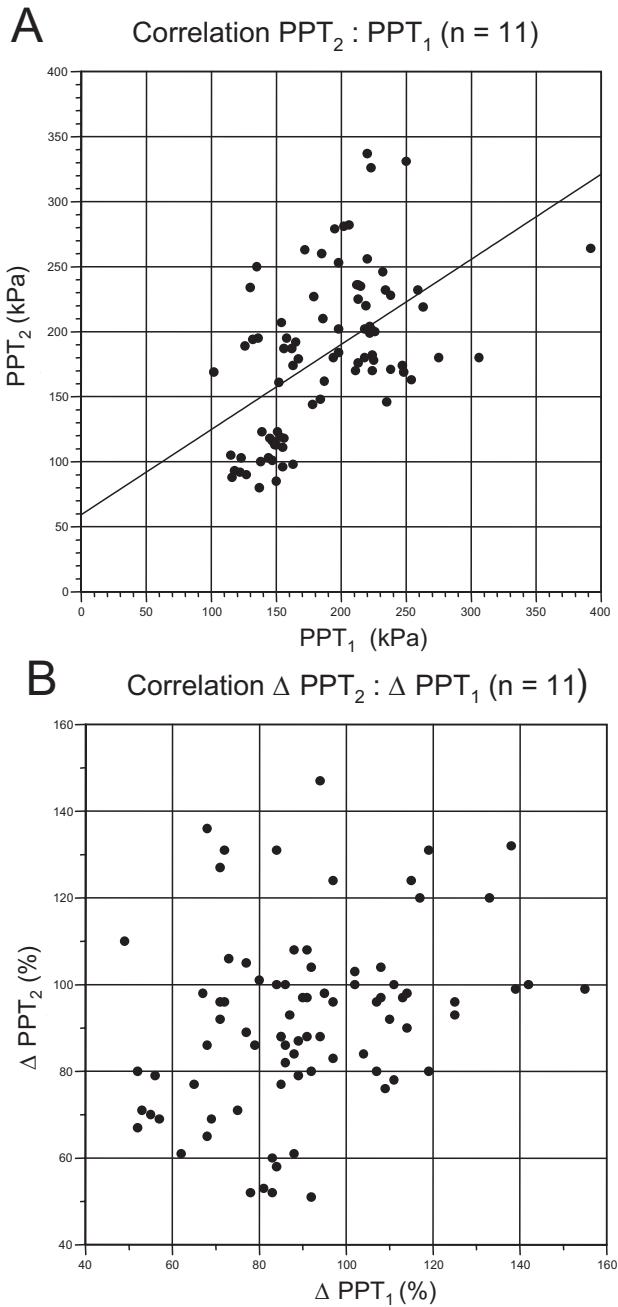 A
Correlation PPT₂ : PPT₁ (n = 11)
400
350
300
250
200
150
100
50
0
PPT₂ (kPa)
0 50 100 150 200 250 300 350 400
PPT₁ (kPa)
B
Correlation Δ PPT₂ : Δ PPT₁ (n = 11)
160
140
120
100
80
60
40
Δ PPT₂ (%)
40 60 80 100 120 140 160
Δ PPT₁ (%)